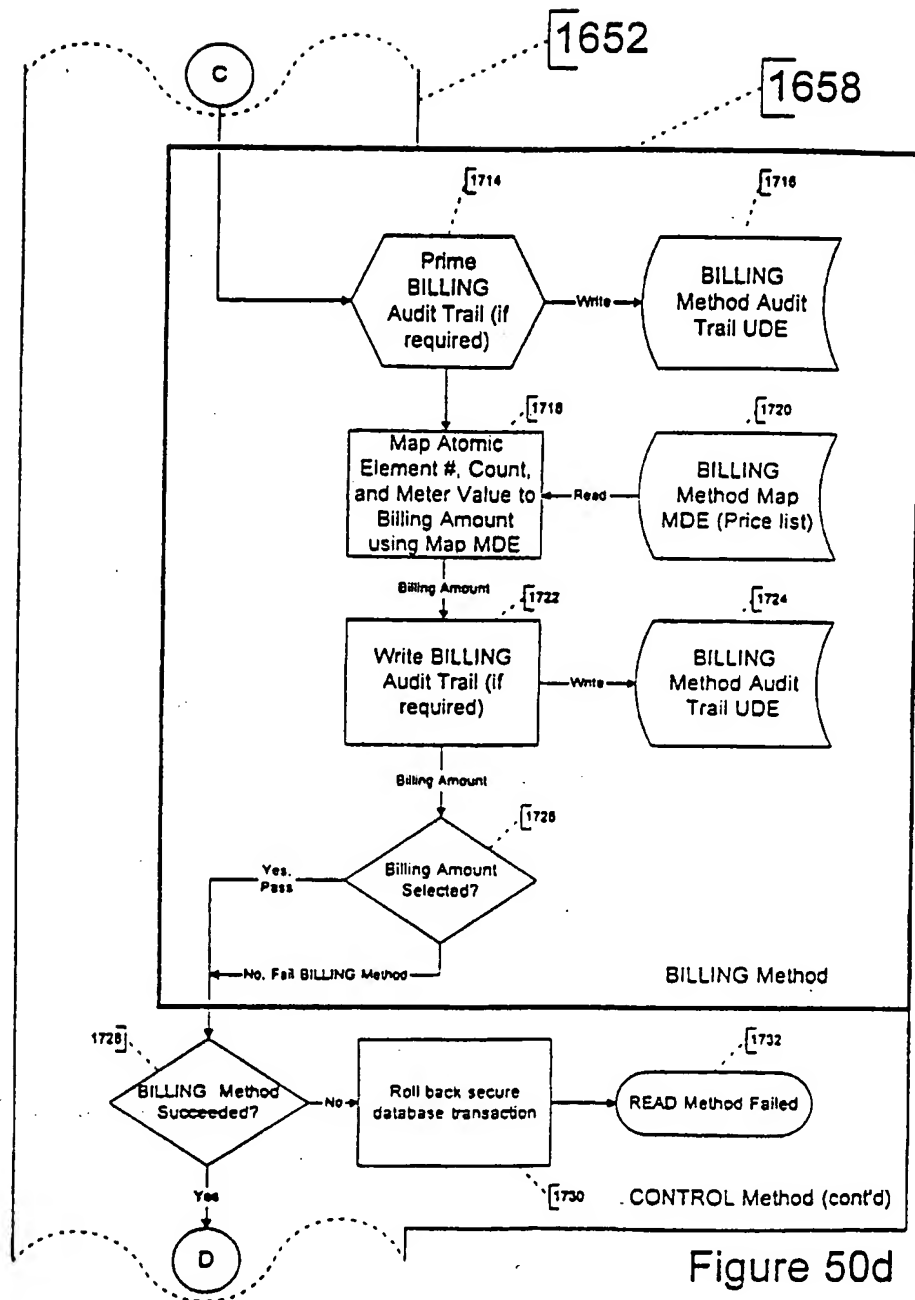 1652
C
1658
1714
1716
Prime
BILLING
Audit Trail (if
required)
Write
BILLING
Method Audit
Trail UDE
1718
1720
Map Atomic
Element #, Count,
and Meter Value to
Billing Amount
using Map MDE
Read
BILLING
Method Map
MDE (Price list)
Billing Amount
1722
1724
Write BILLING
Audit Trail (if
required)
Write
BILLING
Method Audit
Trail UDE
Billing Amount
1726
Yes,
Pass
Billing Amount
Selected?
No, Fail BILLING Method
BILLING Method
1728
1732
BILLING Method
Succeeded?
No
Roll back secure
database transaction
READ Method Failed
Yes
1730
CONTROL Method (cont'd)
D
Figure 50d